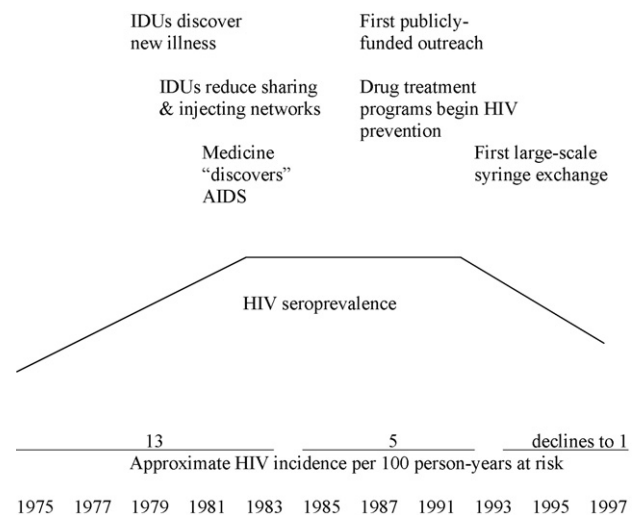 IDUs discover
new illness
First publicly-
funded outreach
IDUs reduce sharing
& injecting networks
Drug treatment
programs begin HIV
prevention
Medicine
“discovers”
AIDS
First large-scale
syringe exchange
HIV seroprevalence
13 5 declines to 1
Approximate HIV incidence per 100 person-years at risk
1975 1977 1979 1981 1983 1985 1987 1991 1993 1995 1997